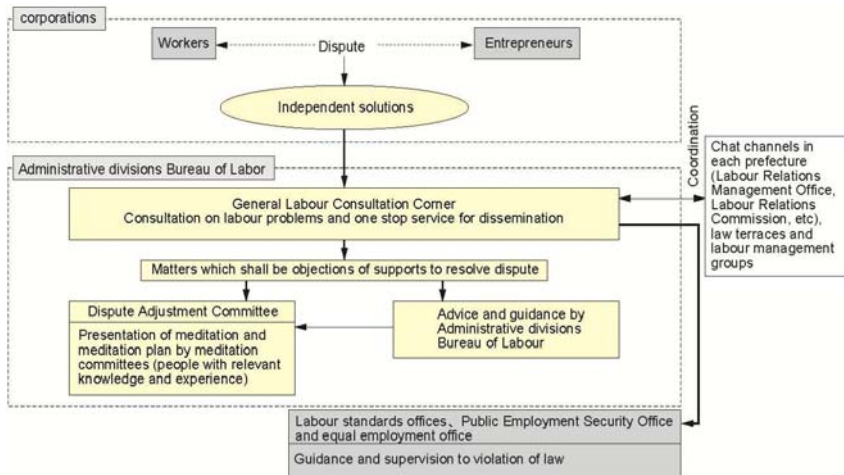 corporations
Workers
Dispute
Entrepreneurs
Independent solutions
Coordination
Chat channels in
each prefecture
(Labour Relations
Management Office,
Labour Relations
Commission, etc),
law terraces and
labour management
groups
Administrative divisions Bureau of Labor
General Labour Consultation Corner
Consultation on labour problems and one stop service for dissemination
Matters which shall be objections of supports to resolve dispute
Dispute Adjustment Committee
Presentation of meditation and
meditation plan by meditation
committees (people with relevant
knowledge and experience)
Advice and guidance by
Administrative divisions
Bureau of Labour
Labour standards offices、Public Employment Security Office
and equal employment office
Guidance and supervision to violation of law